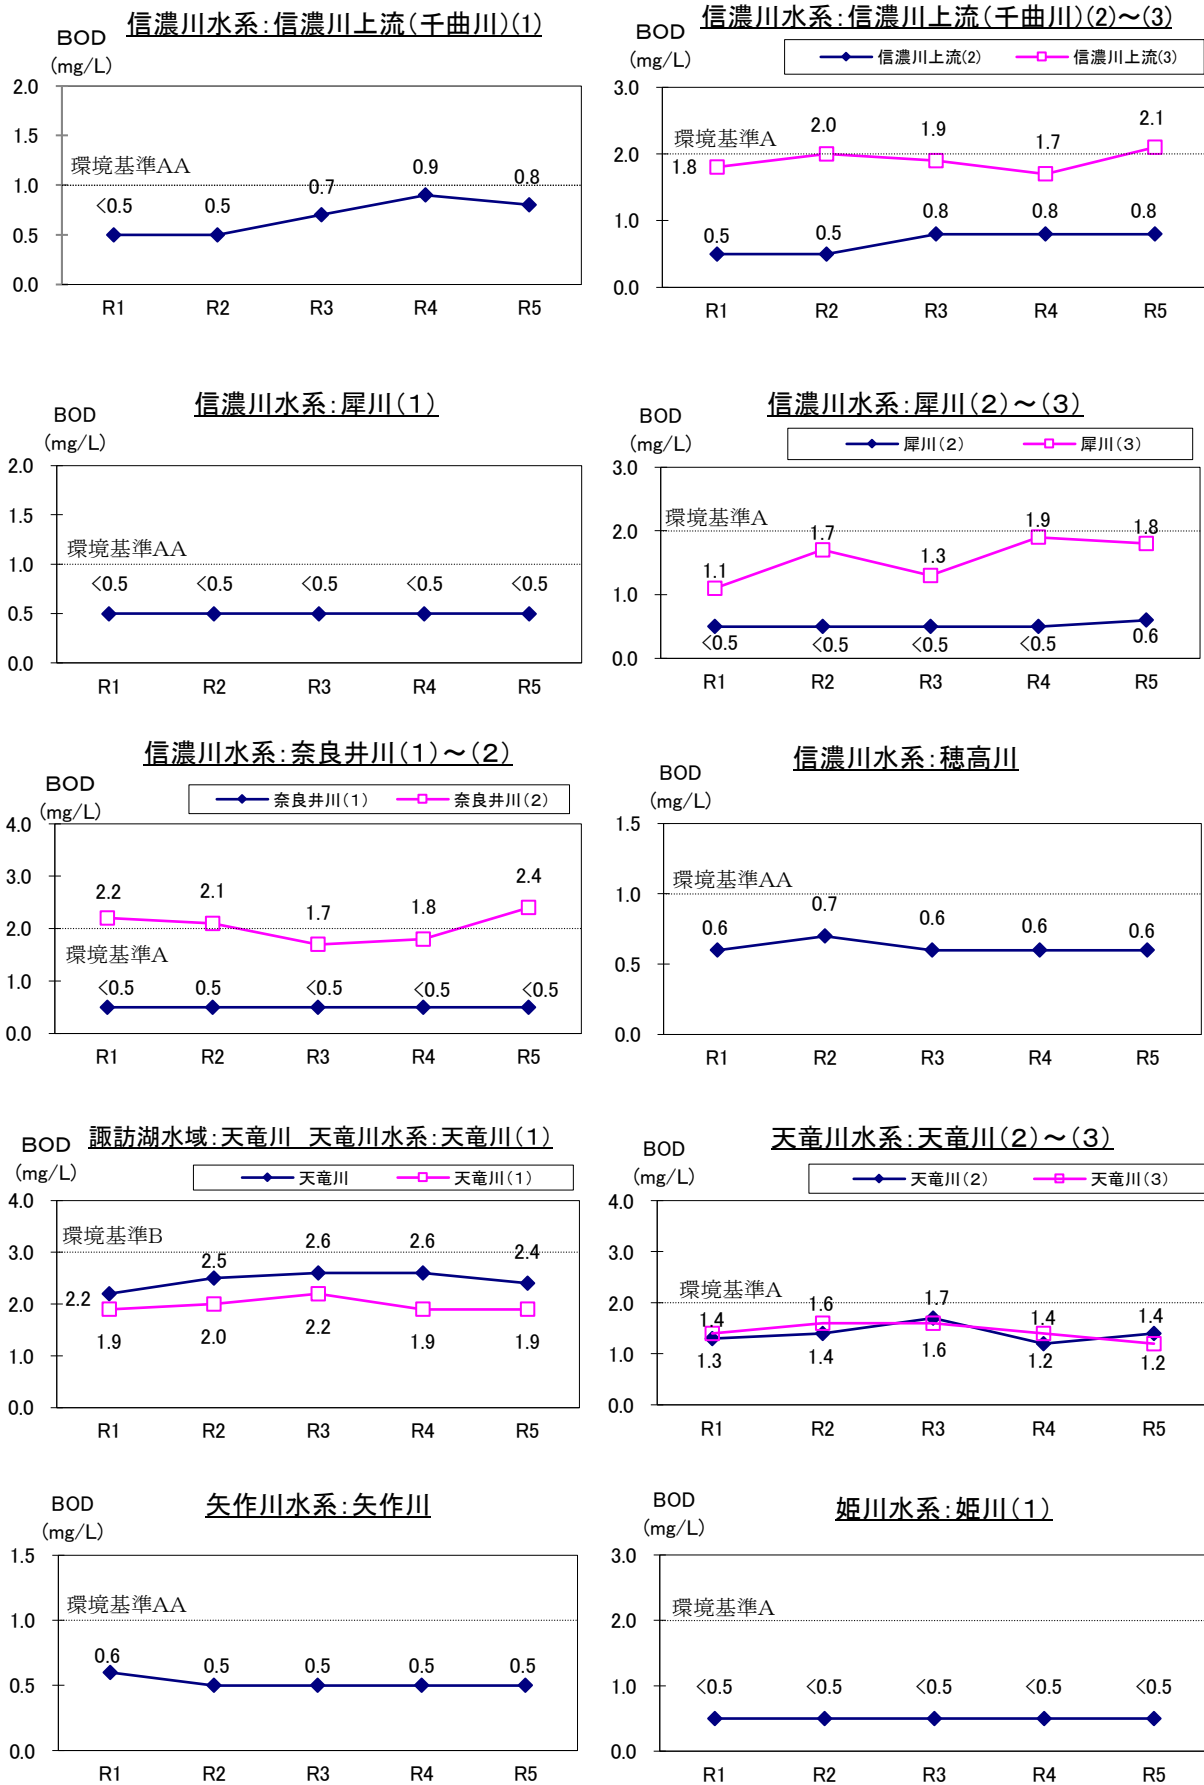 信濃川水系:信濃川上流(千曲川)(1)
BOD
(mg/L)
2.0
1.5
1.0
0.5
0.0
環境基準AA
<0.5
0.5
0.7
0.9
0.8
R1 R2 R3 R4 R5
信濃川水系:信濃川上流(千曲川)(2)～(3)
BOD
(mg/L)
信濃川上流(2) 信濃川上流(3)
3.0
2.0
1.0
0.0
環境基準A
1.8
2.0
1.9
1.7
2.1
0.5
0.5
0.8
0.8
0.8
R1 R2 R3 R4 R5
信濃川水系:犀川(1)
BOD
(mg/L)
2.0
1.5
1.0
0.5
0.0
環境基準AA
<0.5 <0.5 <0.5 <0.5 <0.5
R1 R2 R3 R4 R5
信濃川水系:犀川(2)～(3)
BOD
(mg/L)
犀川(2) 犀川(3)
3.0
2.0
1.0
0.0
環境基準A
1.1
1.7
1.3
1.9
1.8
<0.5 <0.5 <0.5 <0.5 0.6
R1 R2 R3 R4 R5
信濃川水系:奈良井川(1)～(2)
BOD
(mg/L)
奈良井川(1) 奈良井川(2)
4.0
3.0
2.0
1.0
0.0
2.2
2.1
1.7
1.8
2.4
環境基準A
<0.5 0.5 <0.5 <0.5 <0.5
R1 R2 R3 R4 R5
信濃川水系:穂高川
BOD
(mg/L)
1.5
1.0
0.5
0.0
環境基準AA
0.6
0.7
0.6
0.6
0.6
R1 R2 R3 R4 R5
諏訪湖水域:天竜川 天竜川水系:天竜川(1)
BOD
(mg/L)
天竜川 天竜川(1)
4.0
3.0
2.0
1.0
0.0
環境基準B
2.2
2.5
2.6
2.6
2.4
1.9
2.0
2.2
1.9
1.9
R1 R2 R3 R4 R5
天竜川水系:天竜川(2)～(3)
BOD
(mg/L)
天竜川(2) 天竜川(3)
4.0
3.0
2.0
1.0
0.0
環境基準A
1.4
1.6
1.7
1.4
1.4
1.3
1.4
1.6
1.2
1.2
R1 R2 R3 R4 R5
矢作川水系:矢作川
BOD
(mg/L)
1.5
1.0
0.5
0.0
環境基準AA
0.6
0.5
0.5
0.5
0.5
R1 R2 R3 R4 R5
姫川水系:姫川(1)
BOD
(mg/L)
3.0
2.0
1.0
0.0
環境基準A
<0.5 <0.5 <0.5 <0.5 <0.5
R1 R2 R3 R4 R5